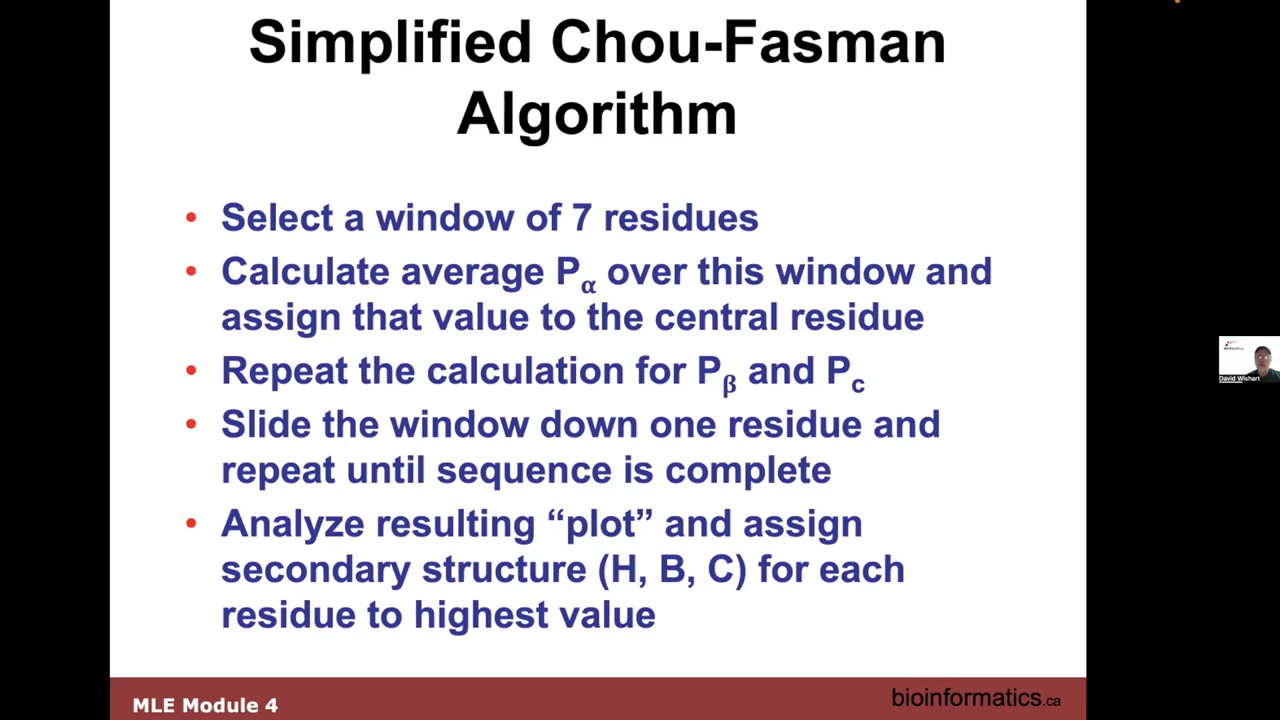 Simplified Chou-Fasman
Algorithm
• Select a window of 7 residues
• Calculate average Pα over this window and
assign that value to the central residue
• Repeat the calculation for Pβ and Pc
• Slide the window down one residue and
repeat until sequence is complete
• Analyze resulting “plot” and assign
secondary structure (H, B, C) for each
residue to highest value
David Wishart
MLE Module 4
bioinformatics.ca